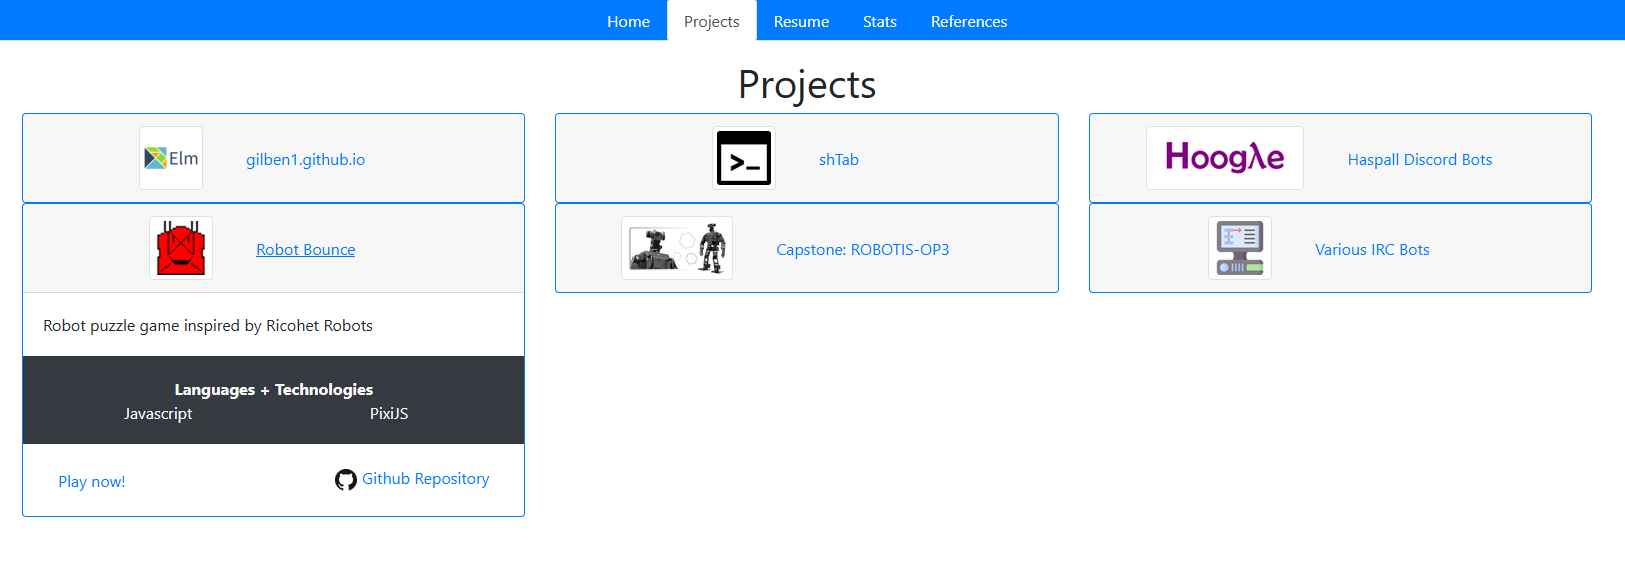 Home Projects Resume Stats References
Projects
Elm gilben1.github.io
>_ shTab
Hoogλe Haspall Discord Bots
Robot Bounce
Capstone: ROBOTIS-OP3
Various IRC Bots
Robot puzzle game inspired by Ricohet Robots
Languages + Technologies
Javascript PixiJS
Play now! Github Repository